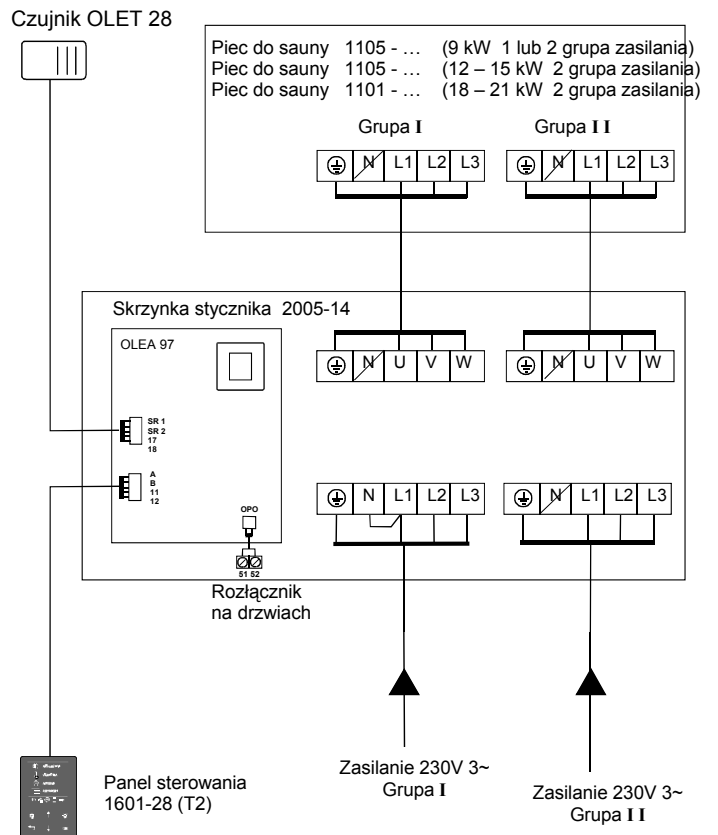 Czujnik OLET 28
Piec do sauny 1105 - … (9 kW 1 lub 2 grupa zasilania)
Piec do sauny 1105 - … (12 – 15 kW 2 grupa zasilania)
Piec do sauny 1101 - … (18 – 21 kW 2 grupa zasilania)
Grupa I Grupa I I
N L1 L2 L3 N L1 L2 L3
Skrzynka stycznika 2005-14
OLEA 97
N U V W N U V W
SR 1
SR 2
17
18
A
B
11
12
N L1 L2 L3 N L1 L2 L3
OPO
51 52
Rozłącznik
na drzwiach
Zasilanie 230V 3~
Grupa I
Zasilanie 230V 3~
Grupa I I
Panel sterowania
1601-28 (T2)